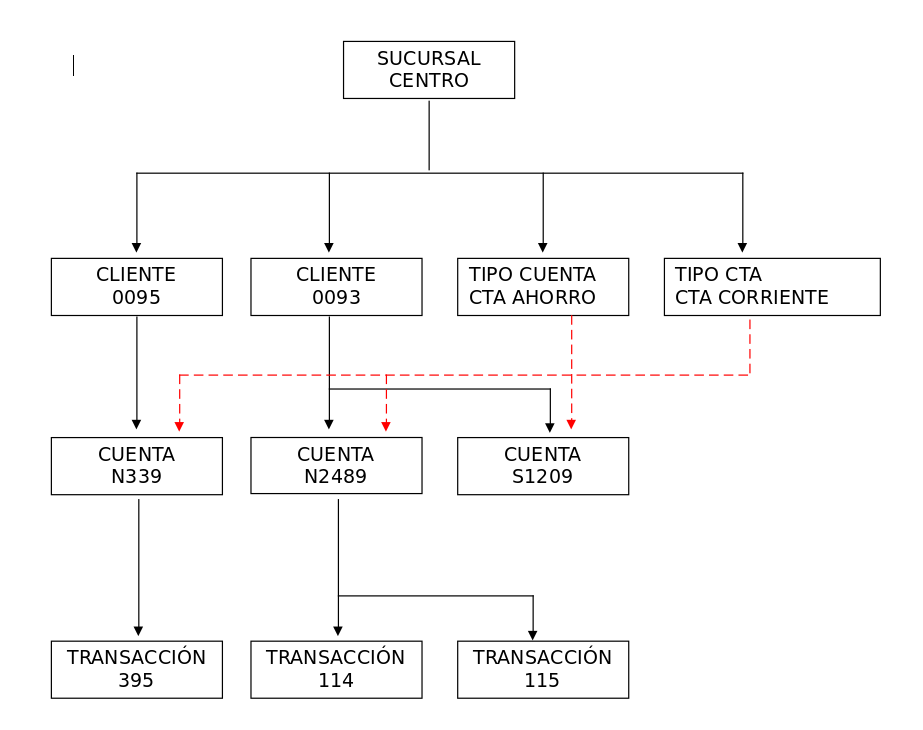 SUCURSAL
CENTRO
CLIENTE
0095
CLIENTE
0093
TIPO CUENTA
CTA AHORRO
TIPO CTA
CTA CORRIENTE
CUENTA
N339
CUENTA
N2489
CUENTA
S1209
TRANSACCIÓN
395
TRANSACCIÓN
114
TRANSACCIÓN
115